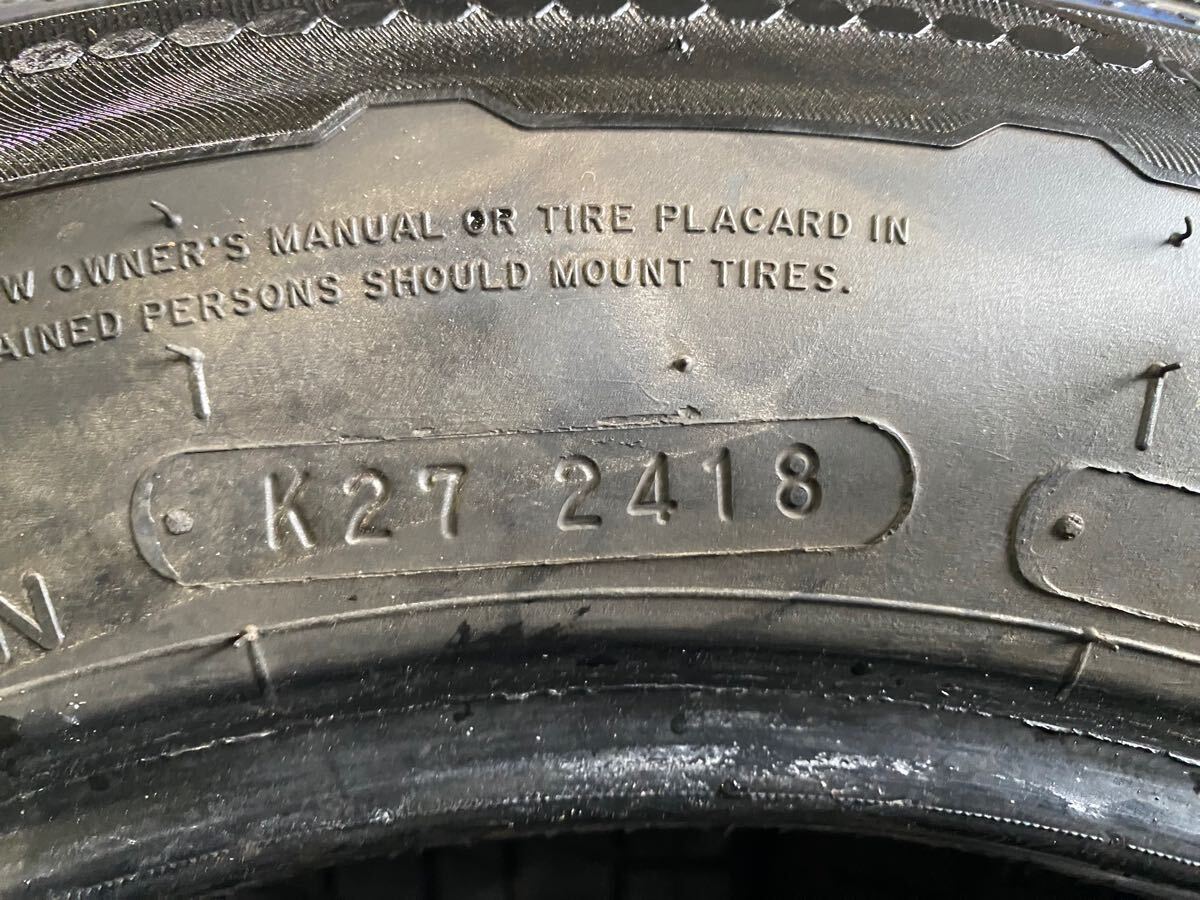 W OWNER'S MANUAL OR TIRE PLACARD IN
AINED PERSONS SHOULD MOUNT TIRES.
K27 2418
N